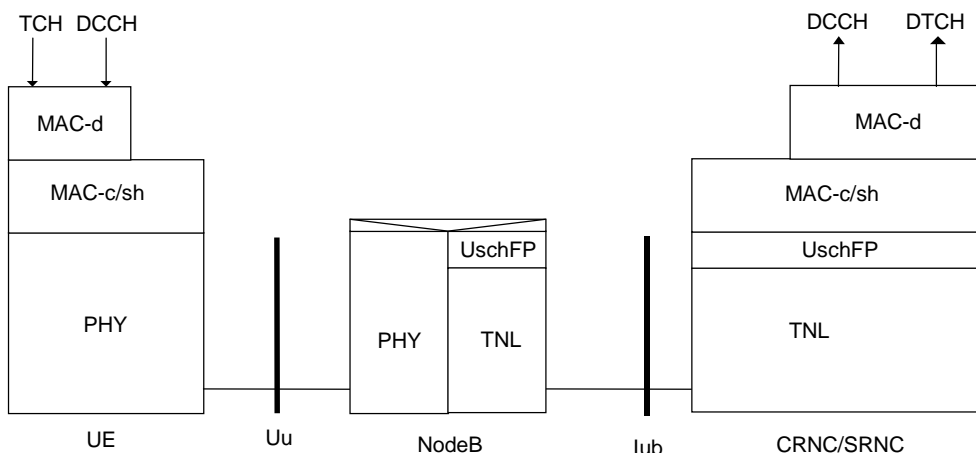 TCH DCCH
DCCH DTCH
MAC-d
MAC-d
MAC-c/sh
MAC-c/sh
UschFP
UschFP
PHY
PHY
TNL
TNL
UE
Uu
NodeB
Iub
CRNC/SRNC